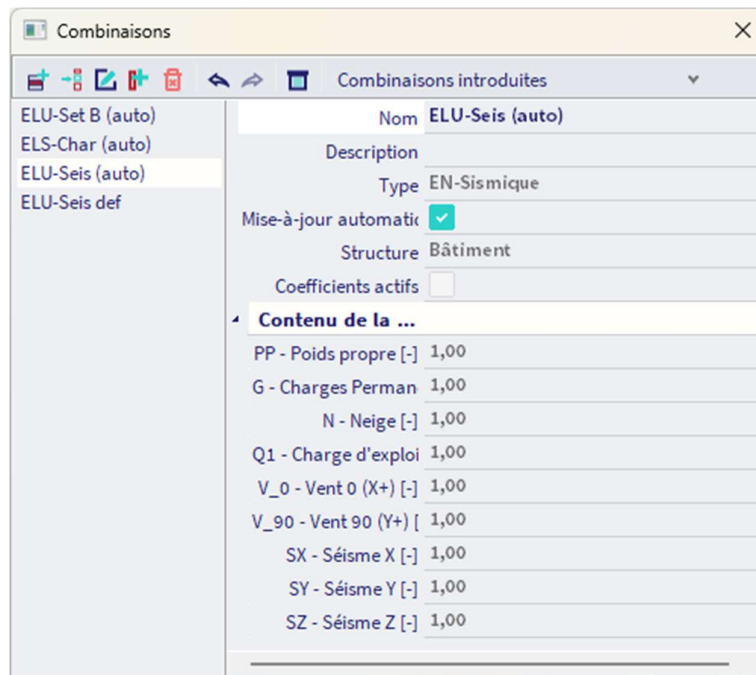 Combinaisons
Combinaisons introduites
ELU-Set B (auto)
ELS-Char (auto)
ELU-Seis (auto)
ELU-Seis def
Nom ELU-Seis (auto)
Description
Type EN-Sismique
Mise-à-jour automatic
Structure Bâtiment
Coefficients actifs
Contenu de la ...
PP - Poids propre [-] 1,00
G - Charges Perman 1,00
N - Neige [-] 1,00
Q1 - Charge d'exploi 1,00
V_0 - Vent 0 (X+) [-] 1,00
V_90 - Vent 90 (Y+) [ 1,00
SX - Séisme X [-] 1,00
SY - Séisme Y [-] 1,00
SZ - Séisme Z [-] 1,00